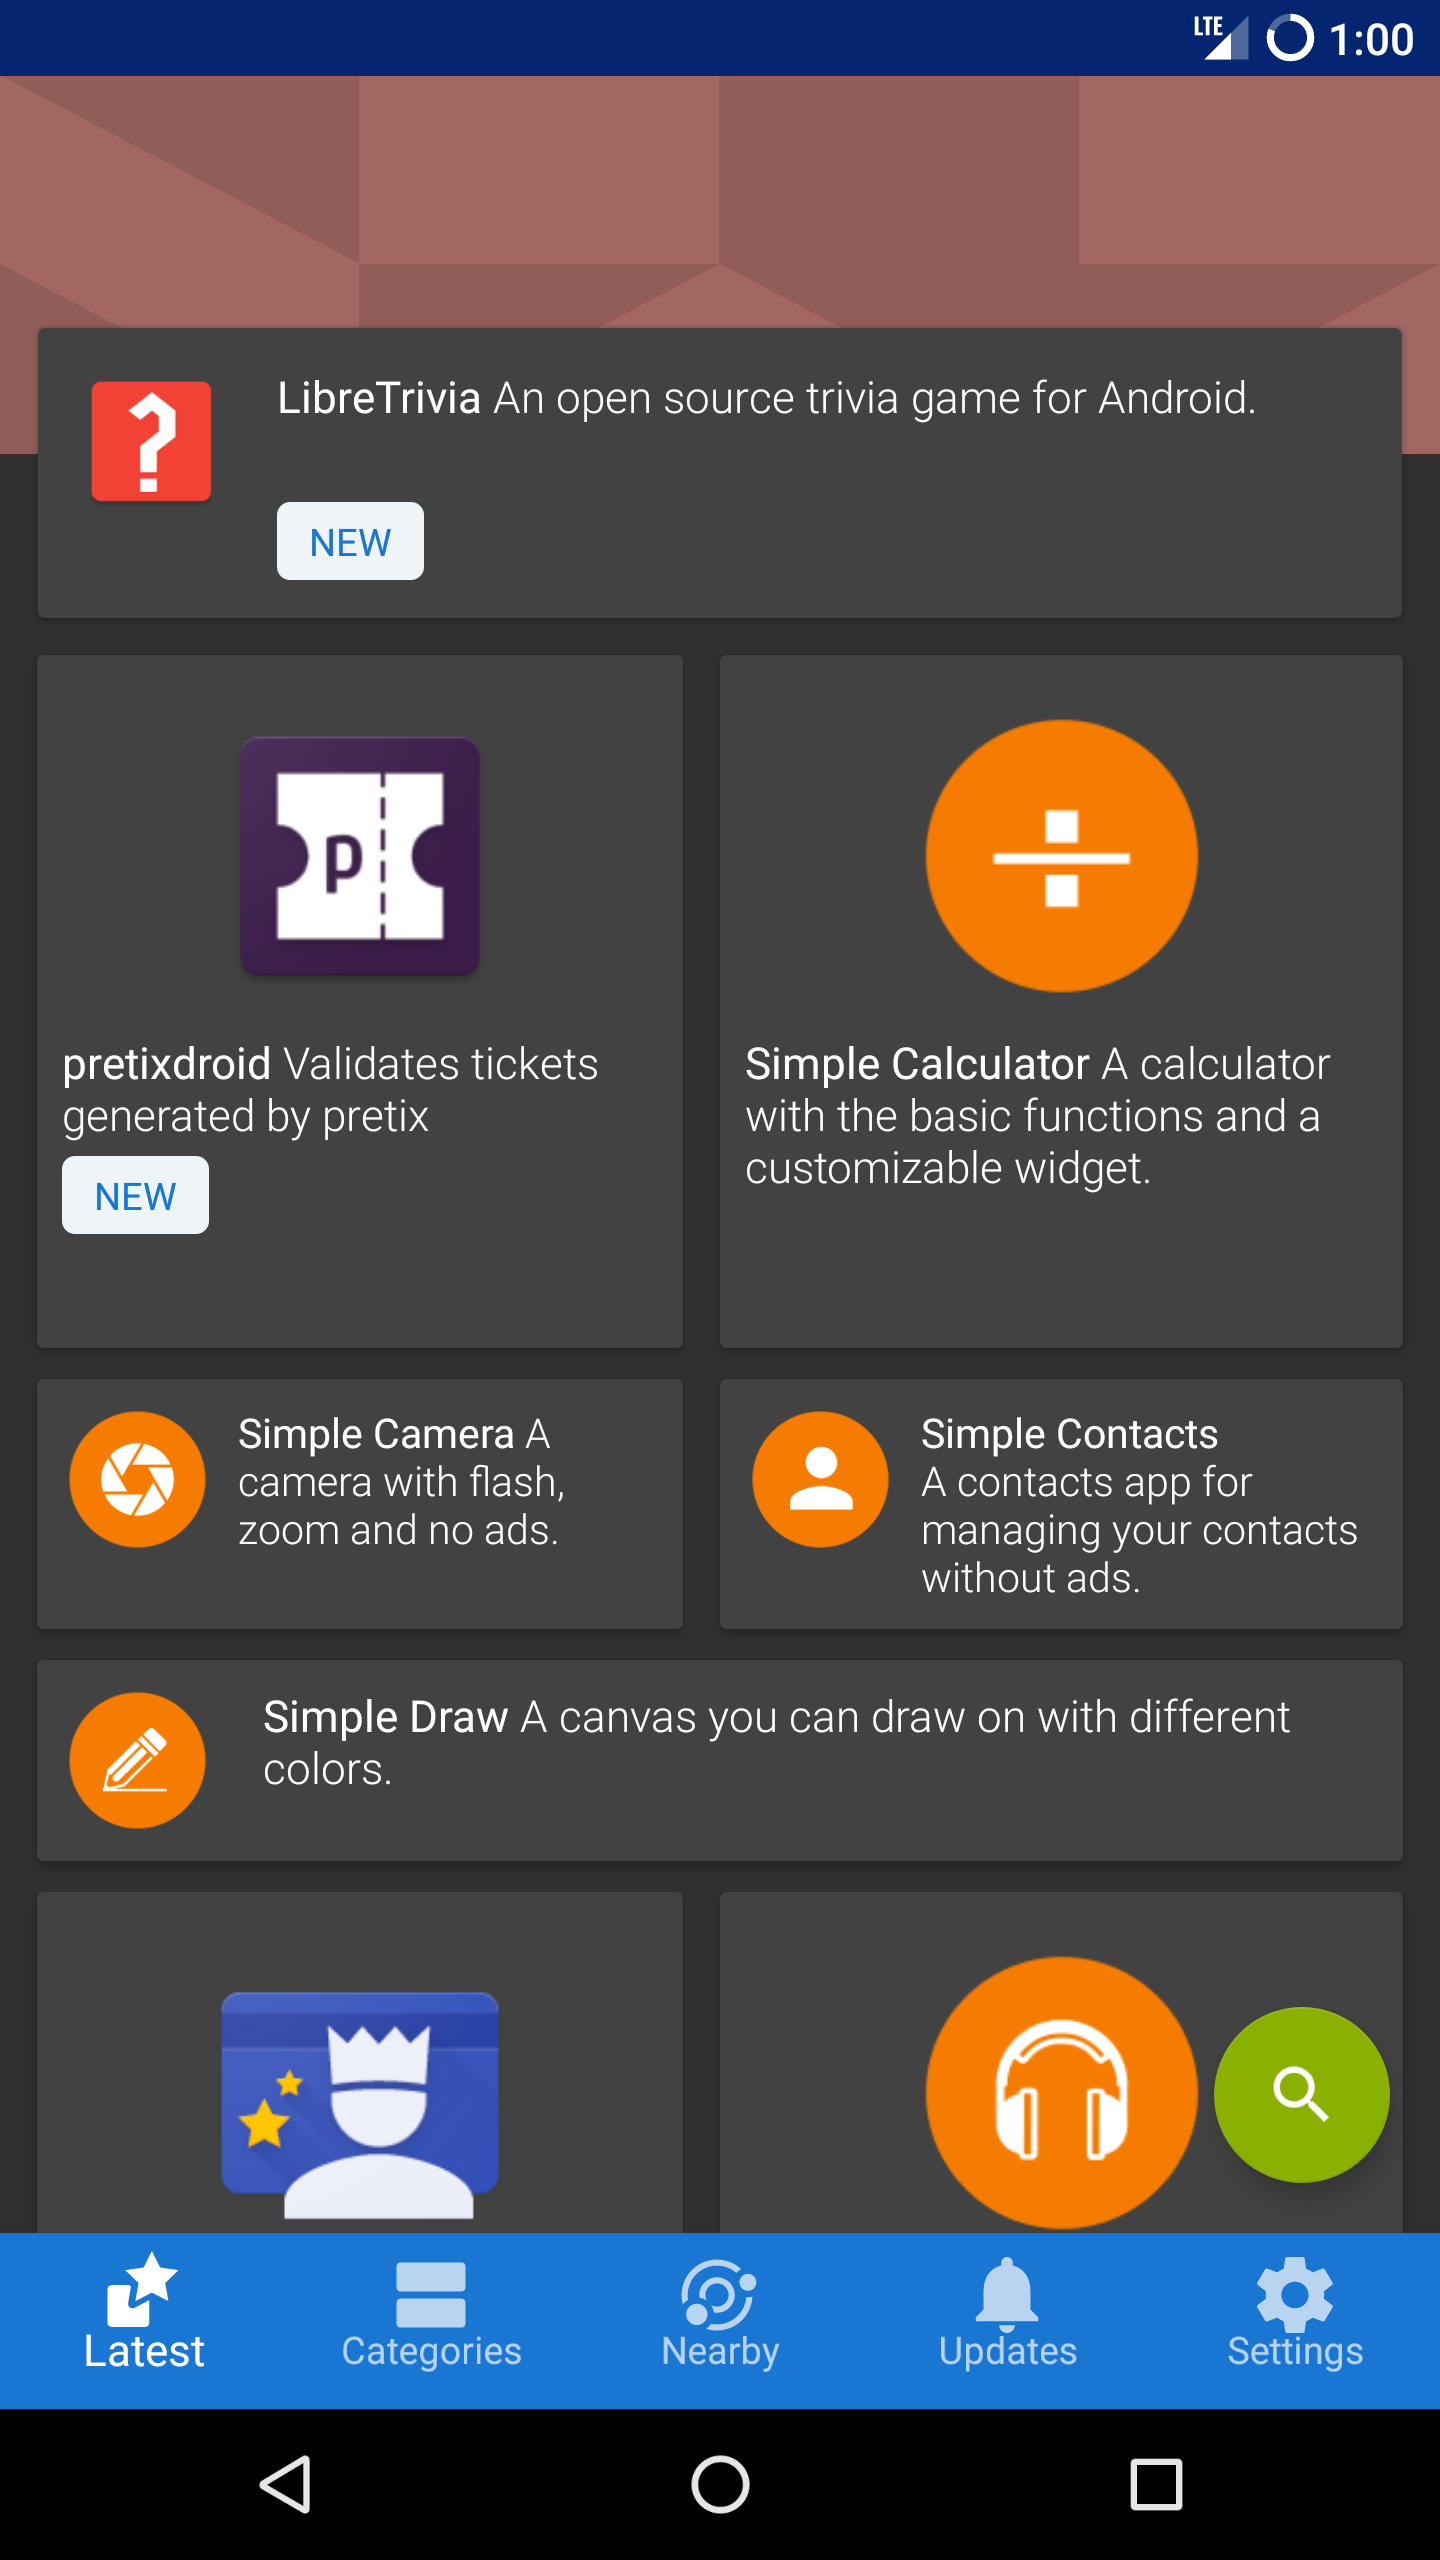 LTE 1:00
LibreTrivia An open source trivia game for Android.
NEW
p
pretixdroid Validates tickets
generated by pretix
NEW
Simple Calculator A calculator
with the basic functions and a
customizable widget.
Simple Camera A
camera with flash,
zoom and no ads.
Simple Contacts
A contacts app for
managing your contacts
without ads.
Simple Draw A canvas you can draw on with different
colors.
Latest
Categories
Nearby
Updates
Settings